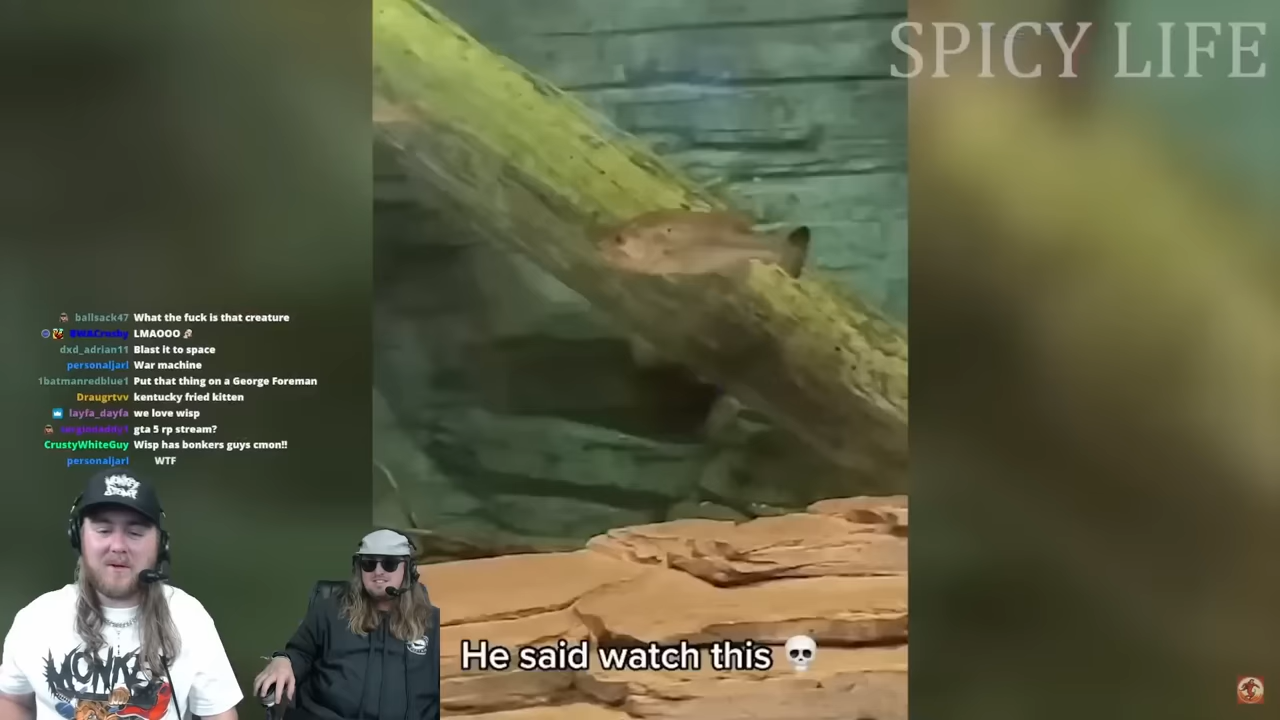 SPICY LIFE
ballsack47 What the fuck is that creature
LMAOOO
dxd_adrian11 Blast it to space
personaljarl War machine
1batmanredblue1 Put that thing on a George Foreman
Draugrtvv kentucky fried kitten
layfa_dayfa we love wisp
gta 5 rp stream?
CrustyWhiteGuy Wisp has bonkers guys cmon!!
personaljarl WTF
He said watch this 💀